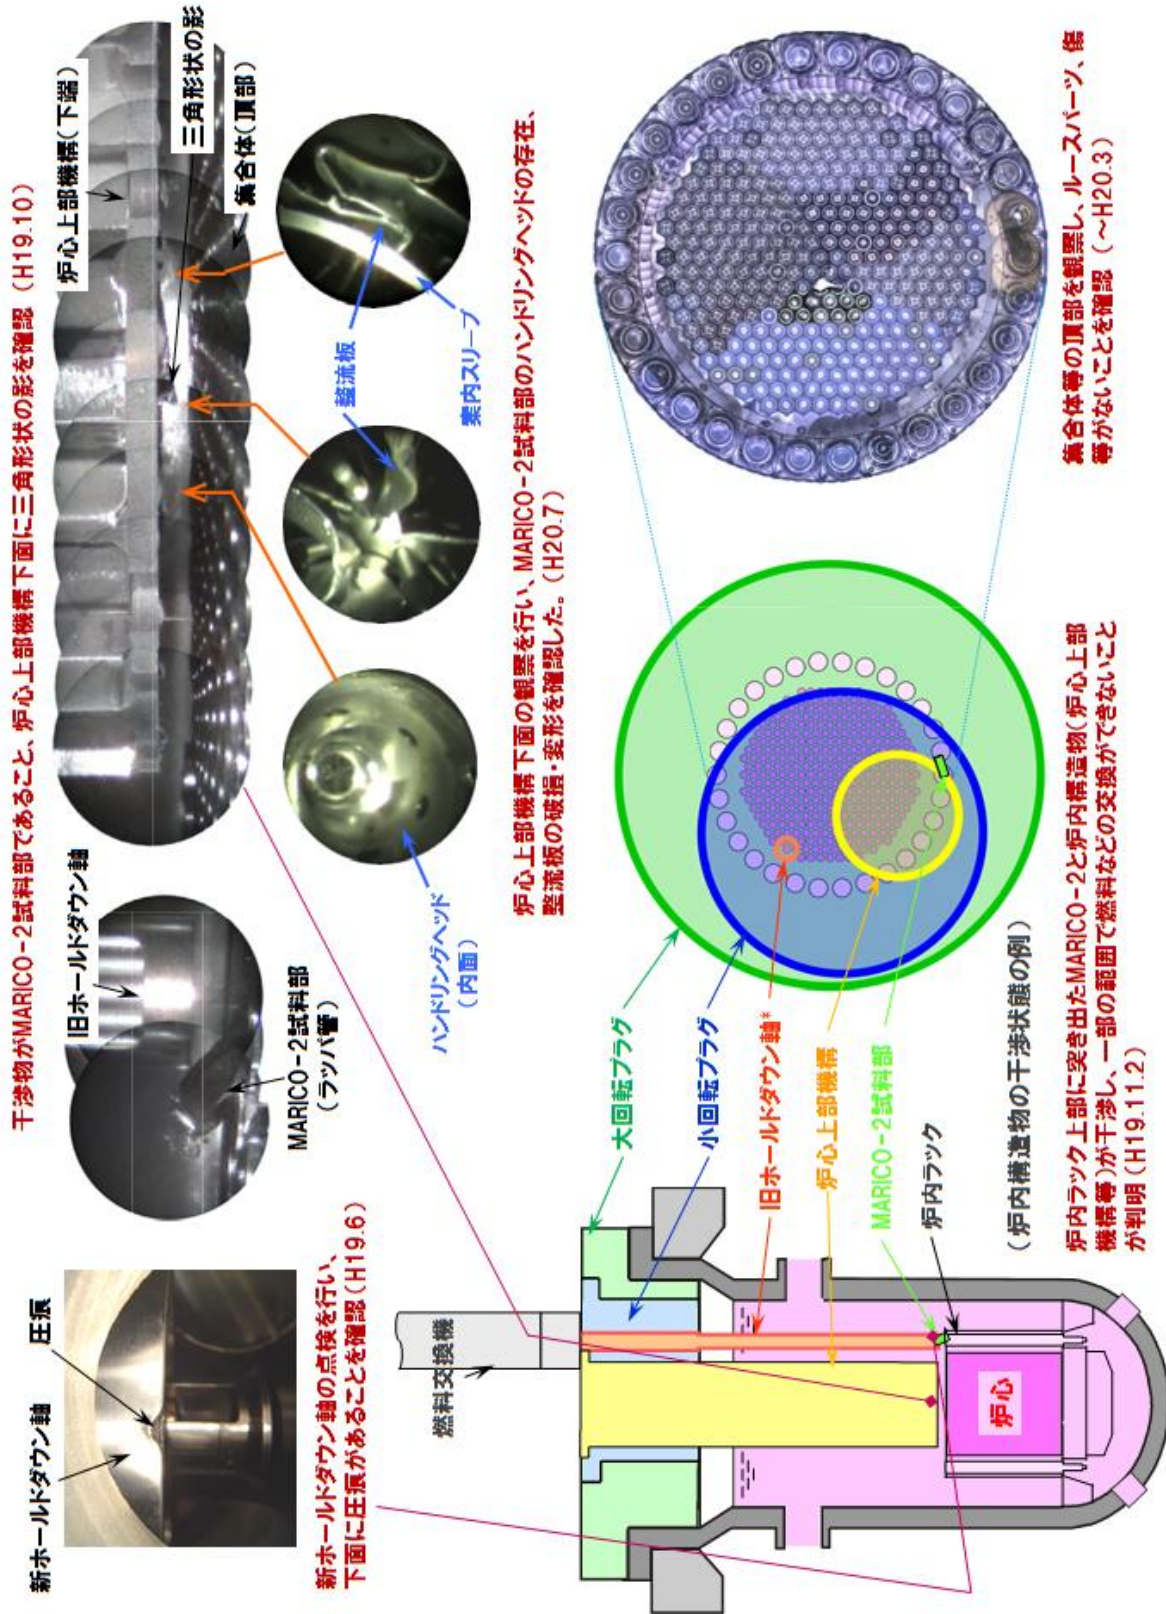 干渉物がMARICO-2試料部であること、炉心上部機構下面に三角形状の影を確認（H19.10）
新ホールドダウン軸
圧痕
旧ホールドダウン軸
MARICO-2試料部
（ラッパ管）
炉心上部機構(下端)
三角形状の影
集合体(頂部)
新ホールドダウン軸の点検を行い、
下面に圧痕があることを確認(H19.6)
ハンドリングヘッド
（内面）
整流板
案内スリーブ
炉心上部機構下面の観察を行い、MARICO-2試料部のハンドリングヘッドの存在、
整流板の破損・変形を確認した。(H20.7)
燃料交換機
大回転プラグ
小回転プラグ
旧ホールドダウン軸*
炉心上部機構
MARICO-2試料部
炉内ラック
炉心
（炉内構造物の干渉状態の例）
炉内ラック上部に突き出たMARICO-2と炉内構造物(炉心上部
機構等)が干渉し、一部の範囲で燃料などの交換ができないこと
が判明(H19.11.2)
集合体等の頂部を観察し、ルースパーツ、傷
等がないことを確認（～H20.3）